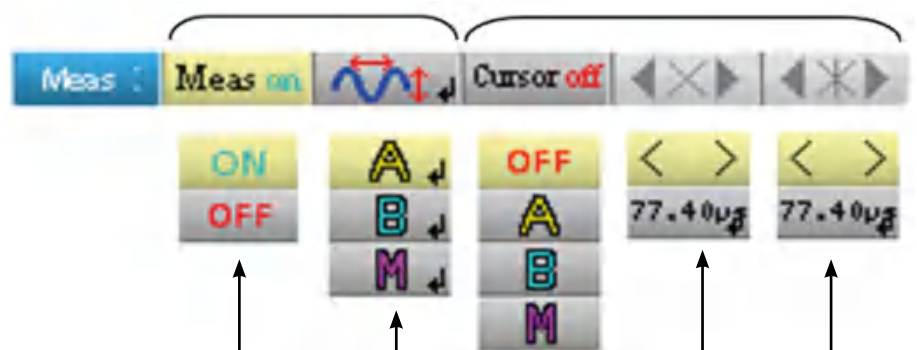 Meas : Meas on Cursor off
ON A OFF < > < >
OFF B A 77.40µs 77.40µs
M B
M